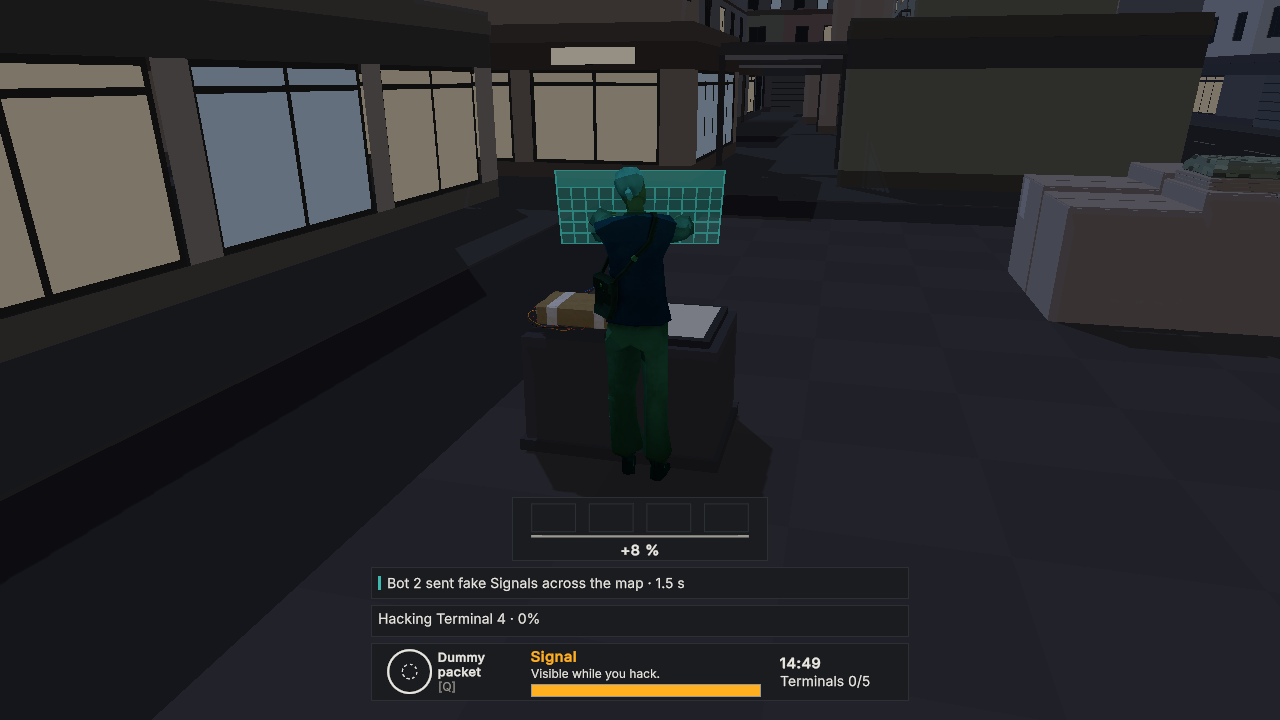 +8 %
Bot 2 sent fake Signals across the map · 1.5 s
Hacking Terminal 4 · 0%
Dummy
packet
[Q]
Signal
Visible while you hack.
14:49
Terminals 0/5